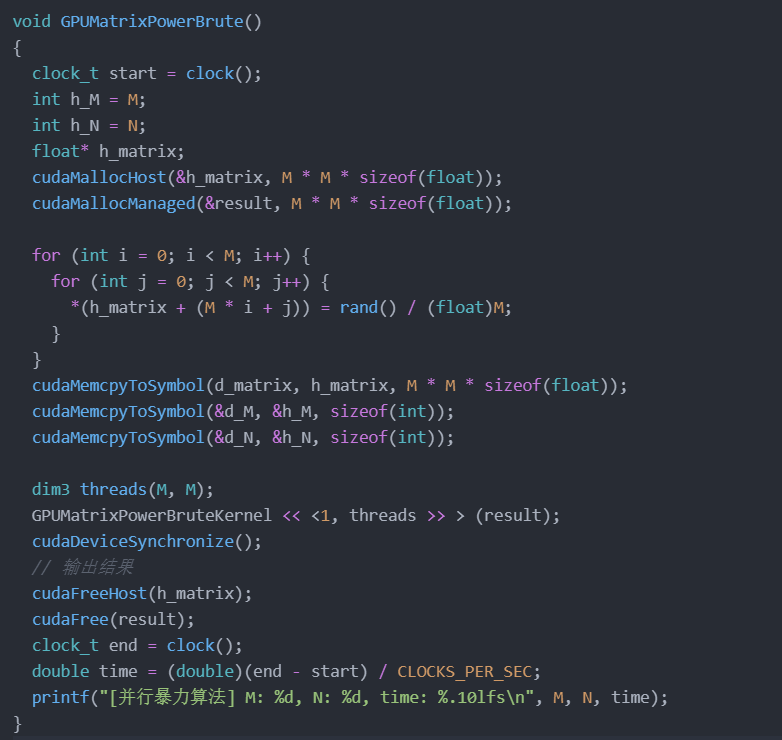 void GPUMatrixPowerBrute()
{
  clock_t start = clock();
  int h_M = M;
  int h_N = N;
  float* h_matrix;
  cudaMallocHost(&h_matrix, M * M * sizeof(float));
  cudaMallocManaged(&result, M * M * sizeof(float));

  for (int i = 0; i < M; i++) {
    for (int j = 0; j < M; j++) {
      *(h_matrix + (M * i + j)) = rand() / (float)M;
    }
  }
  cudaMemcpyToSymbol(d_matrix, h_matrix, M * M * sizeof(float));
  cudaMemcpyToSymbol(&d_M, &h_M, sizeof(int));
  cudaMemcpyToSymbol(&d_N, &h_N, sizeof(int));

  dim3 threads(M, M);
  GPUMatrixPowerBruteKernel << <1, threads >> > (result);
  cudaDeviceSynchronize();
  // 输出结果
  cudaFreeHost(h_matrix);
  cudaFree(result);
  clock_t end = clock();
  double time = (double)(end - start) / CLOCKS_PER_SEC;
  printf("[并行暴力算法] M: %d, N: %d, time: %.10lfs\n", M, N, time);
}